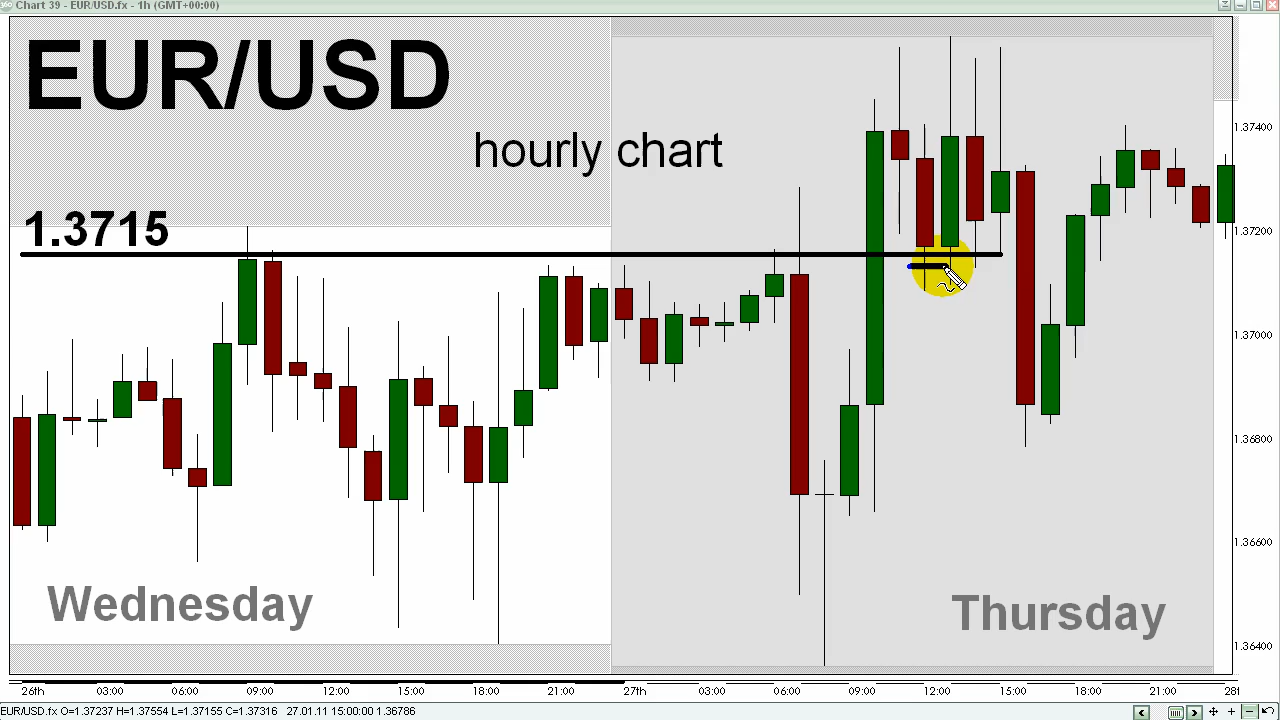 Chart 39 - EUR/USD.fx - 1h (GMT+00:00)
EUR/USD
hourly chart
1.3715
1.37400
1.37200
1.37000
1.36800
1.36600
1.36400
Wednesday
Thursday
26th 03:00 06:00 09:00 12:00 15:00 18:00 21:00 27th 03:00 06:00 09:00 12:00 15:00 18:00 21:00 28t
EUR/USD.fx O=1.37237 H=1.37554 L=1.37155 C=1.37316 27.01.11 15:00:00 1.36786